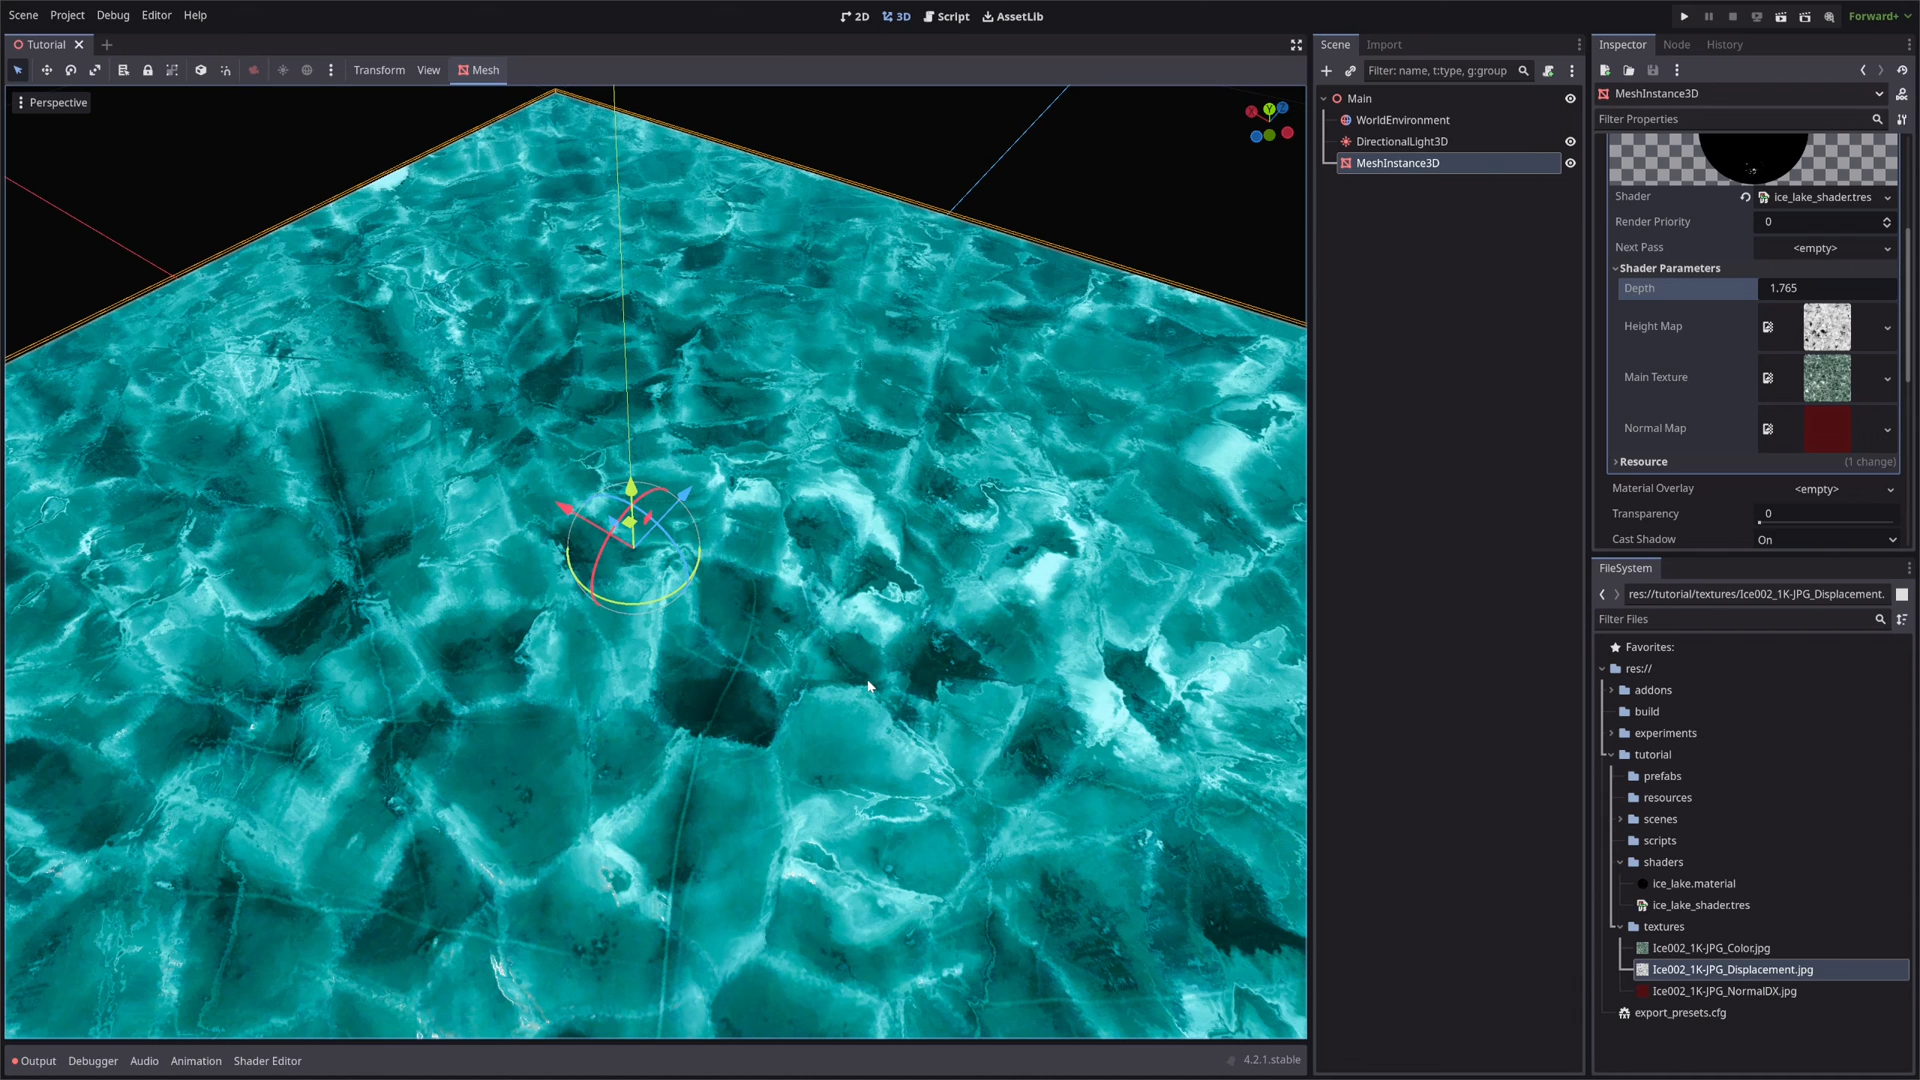 Scene Project Debug Editor Help
2D 3D Script AssetLib
Forward+
Tutorial
Transform View Mesh
Perspective
Scene Import
Filter: name, t:type, g:group
Main
WorldEnvironment
DirectionalLight3D
MeshInstance3D
Inspector Node History
MeshInstance3D
Filter Properties
Shader ice_lake_shader.tres
Render Priority 0
Next Pass <empty>
Shader Parameters
Depth 1.765
Height Map
Main Texture
Normal Map
Resource (1 change)
Material Overlay <empty>
Transparency 0
Cast Shadow On
FileSystem
res://tutorial/textures/Ice002_1K-JPG_Displacement.
Filter Files
Favorites:
res://
addons
build
experiments
tutorial
prefabs
resources
scenes
scripts
shaders
ice_lake.material
ice_lake_shader.tres
textures
Ice002_1K-JPG_Color.jpg
Ice002_1K-JPG_Displacement.jpg
Ice002_1K-JPG_NormalDX.jpg
export_presets.cfg
Output Debugger Audio Animation Shader Editor
4.2.1.stable